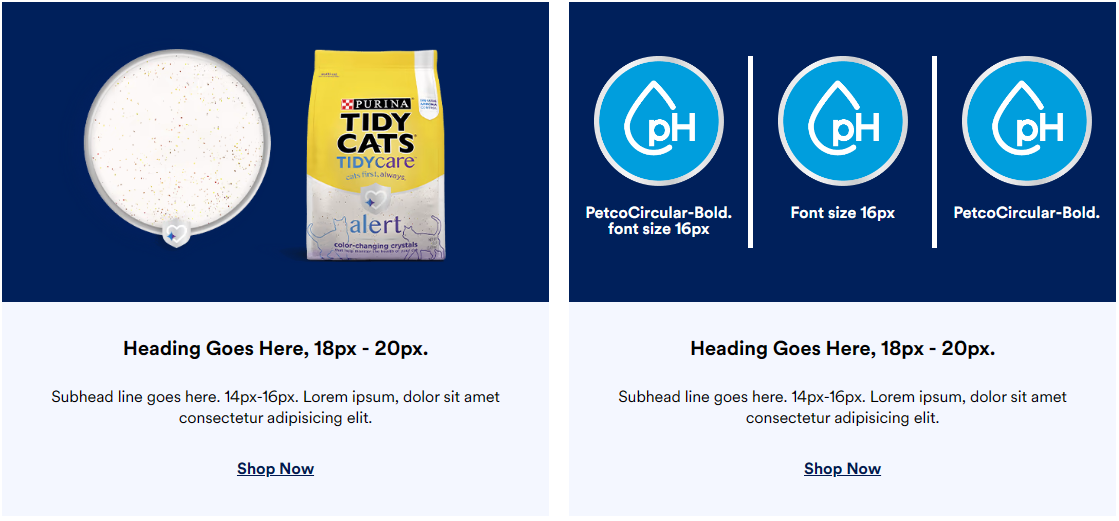 PURINA
TIDY
CATS
TIDYcare
cats first, always.
alert
color-changing crystals
pH
pH
pH
PetcoCircular-Bold.
font size 16px
Font size 16px
PetcoCircular-Bold.
Heading Goes Here, 18px - 20px.
Subhead line goes here. 14px-16px. Lorem ipsum, dolor sit amet
consectetur adipisicing elit.
Shop Now
Heading Goes Here, 18px - 20px.
Subhead line goes here. 14px-16px. Lorem ipsum, dolor sit amet
consectetur adipisicing elit.
Shop Now